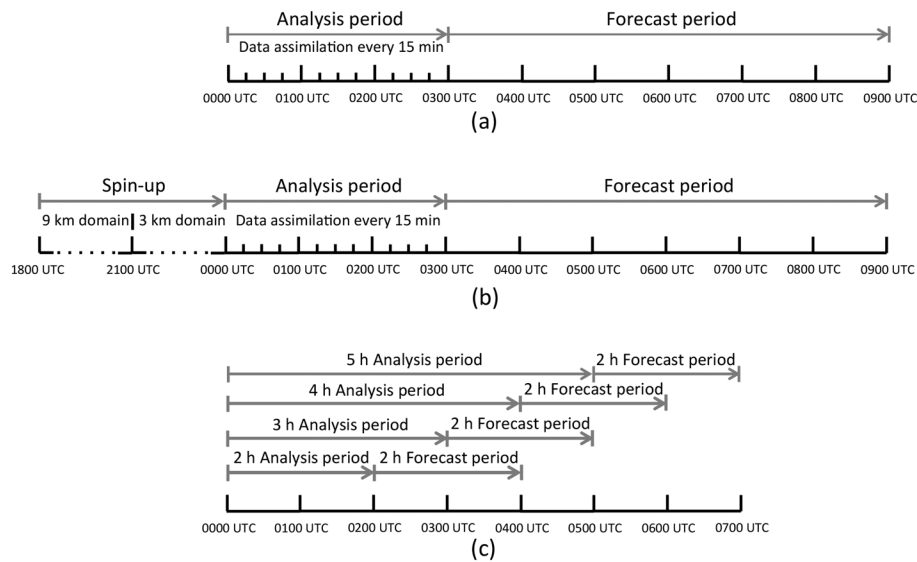 Analysis period Forecast period
Data assimilation every 15 min
0000 UTC 0100 UTC 0200 UTC 0300 UTC 0400 UTC 0500 UTC 0600 UTC 0700 UTC 0800 UTC 0900 UTC
(a)
Spin-up Analysis period Forecast period
9 km domain 3 km domain Data assimilation every 15 min
1800 UTC 2100 UTC 0000 UTC 0100 UTC 0200 UTC 0300 UTC 0400 UTC 0500 UTC 0600 UTC 0700 UTC 0800 UTC 0900 UTC
(b)
5 h Analysis period 2 h Forecast period
4 h Analysis period 2 h Forecast period
3 h Analysis period 2 h Forecast period
2 h Analysis period 2 h Forecast period
0000 UTC 0100 UTC 0200 UTC 0300 UTC 0400 UTC 0500 UTC 0600 UTC 0700 UTC
(c)